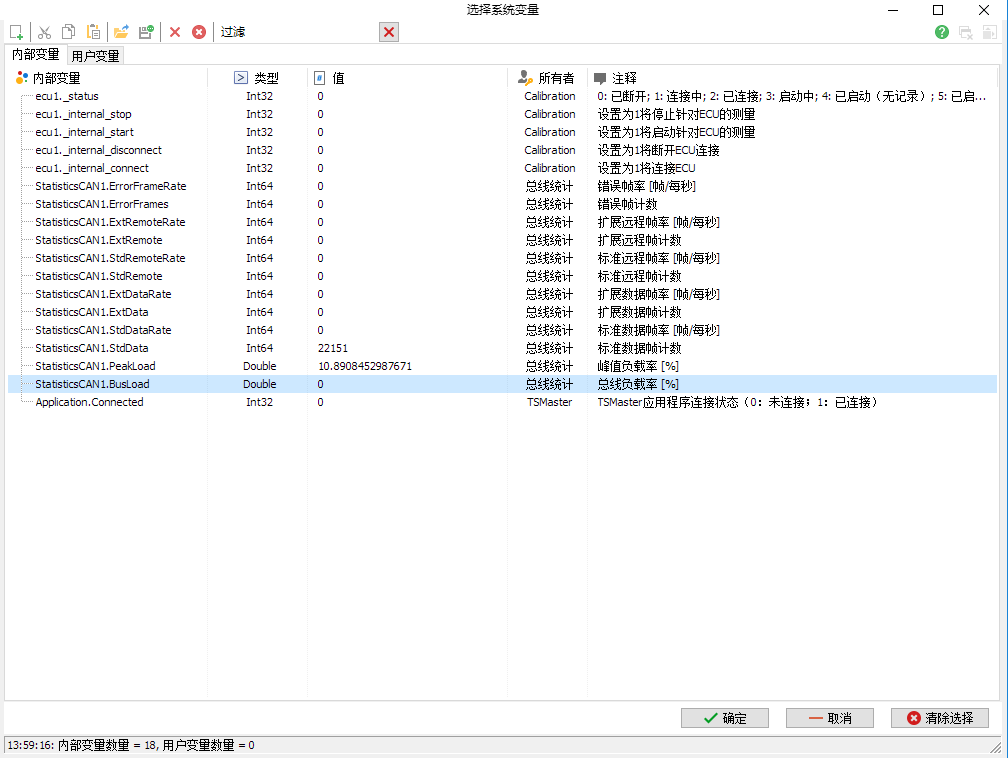 选择系统变量
过滤
内部变量 用户变量
内部变量 类型 值 所有者 注释
ecu1._status Int32 0 Calibration 0: 已断开; 1: 连接中; 2: 已连接; 3: 启动中; 4: 已启动（无记录）; 5: 已启...
ecu1._internal_stop Int32 0 Calibration 设置为1将停止针对ECU的测量
ecu1._internal_start Int32 0 Calibration 设置为1将启动针对ECU的测量
ecu1._internal_disconnect Int32 0 Calibration 设置为1将断开ECU连接
ecu1._internal_connect Int32 0 Calibration 设置为1将连接ECU
StatisticsCAN1.ErrorFrameRate Int64 0 总线统计 错误帧率 [帧/每秒]
StatisticsCAN1.ErrorFrames Int64 0 总线统计 错误帧计数
StatisticsCAN1.ExtRemoteRate Int64 0 总线统计 扩展远程帧率 [帧/每秒]
StatisticsCAN1.ExtRemote Int64 0 总线统计 扩展远程帧计数
StatisticsCAN1.StdRemoteRate Int64 0 总线统计 标准远程帧率 [帧/每秒]
StatisticsCAN1.StdRemote Int64 0 总线统计 标准远程帧计数
StatisticsCAN1.ExtDataRate Int64 0 总线统计 扩展数据帧率 [帧/每秒]
StatisticsCAN1.ExtData Int64 0 总线统计 扩展数据帧计数
StatisticsCAN1.StdDataRate Int64 0 总线统计 标准数据帧率 [帧/每秒]
StatisticsCAN1.StdData Int64 22151 总线统计 标准数据帧计数
StatisticsCAN1.PeakLoad Double 10.8908452987671 总线统计 峰值负载率 [%]
StatisticsCAN1.BusLoad Double 0 总线统计 总线负载率 [%]
Application.Connected Int32 0 TSMaster TSMaster应用程序连接状态（0：未连接；1：已连接）
确定 取消 清除选择
13:59:16: 内部变量数量 = 18, 用户变量数量 = 0